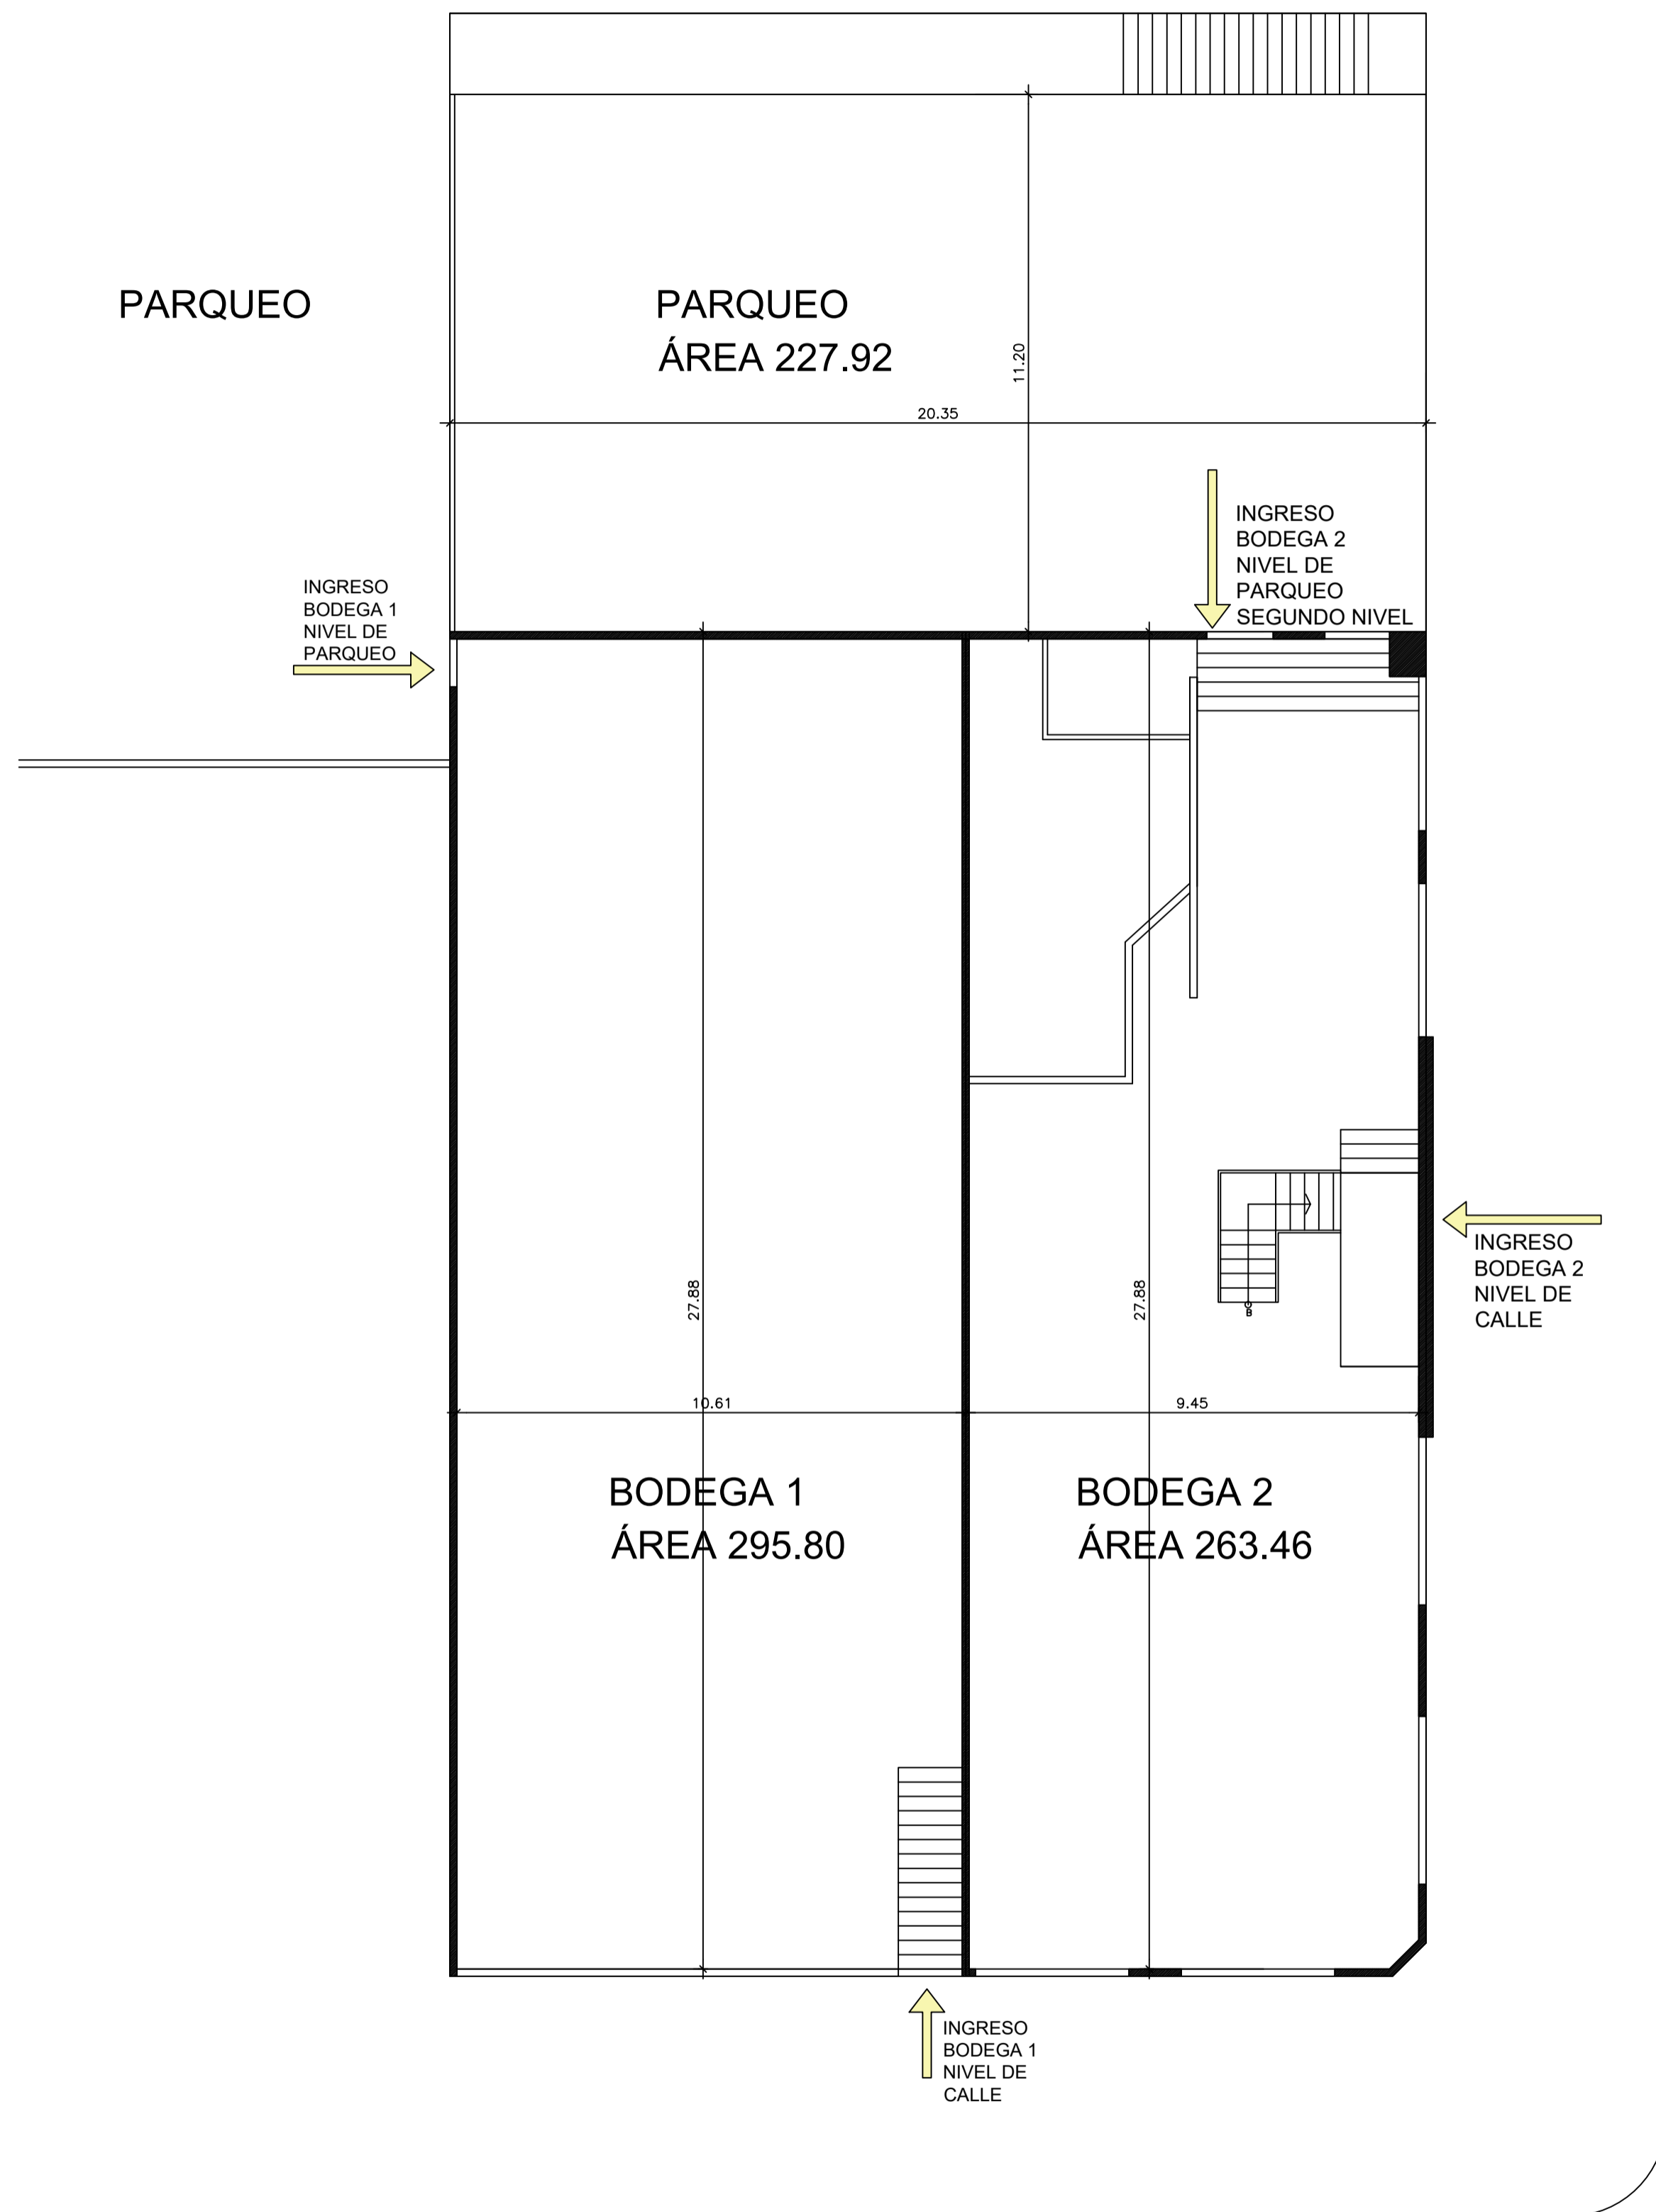 PARQUEO
PARQUEO
ÁREA 227.92
11.20
20.35
INGRESO
BODEGA 2
NIVEL DE
PARQUEO
SEGUNDO NIVEL
INGRESO
BODEGA 1
NIVEL DE
PARQUEO
INGRESO
BODEGA 2
NIVEL DE
CALLE
27.88
27.88
B
10.61
9.45
BODEGA 1
ÁREA 295.80
BODEGA 2
ÁREA 263.46
INGRESO
BODEGA 1
NIVEL DE
CALLE